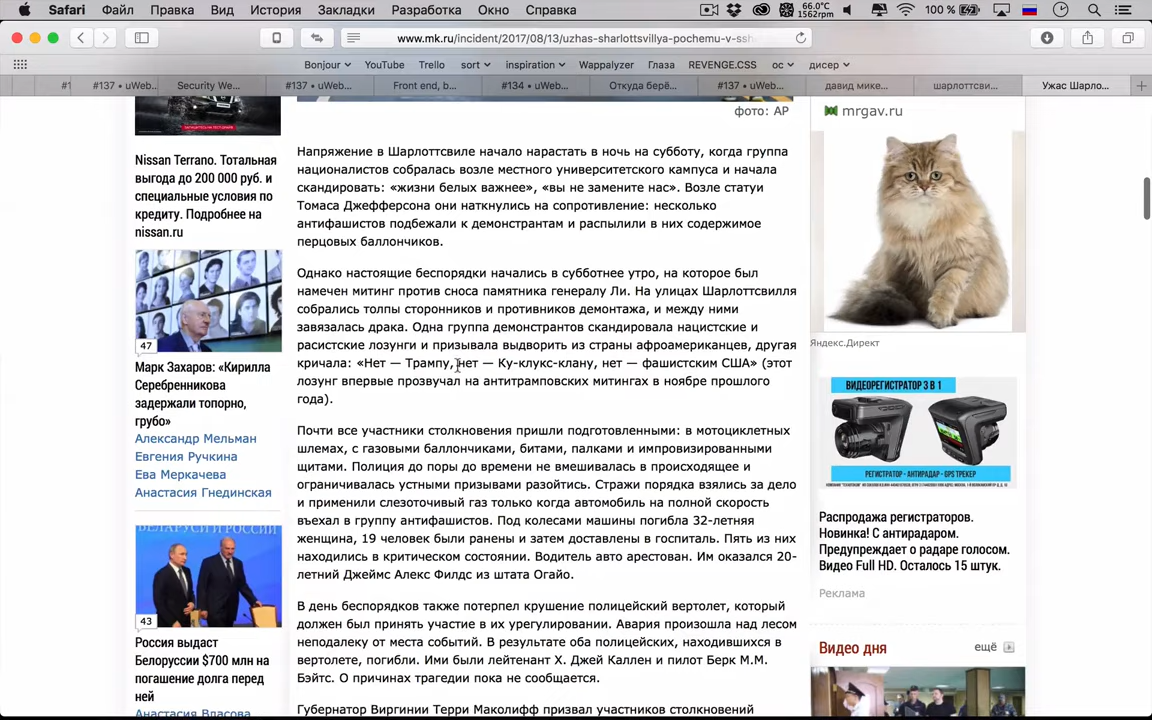 Safari Файл Правка Вид История Закладки Разработка Окно Справка 66.0°C 1562rpm 100 %
www.mk.ru/incident/2017/08/13/uzhas-sharlottsvillya-pochemu-v-ssh
Bonjour YouTube Trello sort inspiration Wappalyzer Глаза REVENGE.CSS ос дисер
#1 #137 • uWeb... Security We... #137 • uWeb... Front end, b... #134 • uWeb... Откуда берё... #137 • uWeb... давид мике... шарлоттсви... Ужас Шарло...
фото: AP
Напряжение в Шарлоттсвиле начало нарастать в ночь на субботу, когда группа
националистов собралась возле местного университетского кампуса и начала
скандировать: «жизни белых важнее», «вы не замените нас». Возле статуи
Томаса Джефферсона они наткнулись на сопротивление: несколько
антифашистов подбежали к демонстрантам и распылили в них содержимое
перцовых баллончиков.
Однако настоящие беспорядки начались в субботнее утро, на которое был
намечен митинг против сноса памятника генералу Ли. На улицах Шарлоттсвилля
собрались толпы сторонников и противников демонтажа, и между ними
завязалась драка. Одна группа демонстрантов скандировала нацистские и
расистские лозунги и призывала выдворить из страны афроамериканцев, другая
кричала: «Нет — Трампу, нет — Ку-клукс-клану, нет — фашистским США» (этот
лозунг впервые прозвучал на антитрамповских митингах в ноябре прошлого
года).
Почти все участники столкновения пришли подготовленными: в мотоциклетных
шлемах, с газовыми баллончиками, битами, палками и импровизированными
щитами. Полиция до поры до времени не вмешивалась в происходящее и
ограничивалась устными призывами разойтись. Стражи порядка взялись за дело
и применили слезоточивый газ только когда автомобиль на полной скорость
въехал в группу антифашистов. Под колесами машины погибла 32-летняя
женщина, 19 человек были ранены и затем доставлены в госпиталь. Пять из них
находились в критическом состоянии. Водитель авто арестован. Им оказался 20-
летний Джеймс Алекс Филдс из штата Огайо.
В день беспорядков также потерпел крушение полицейский вертолет, который
должен был принять участие в их урегулировании. Авария произошла над лесом
неподалеку от места событий. В результате оба полицейских, находившихся в
вертолете, погибли. Ими были лейтенант Х. Джей Каллен и пилот Берк М.М.
Бэйтс. О причинах трагедии пока не сообщается.
Губернатор Виргинии Терри Маколифф призвал участников столкновений
Nissan Terrano. Тотальная
выгода до 200 000 руб. и
специальные условия по
кредиту. Подробнее на
nissan.ru
47
Марк Захаров: «Кирилла
Серебренникова
задержали топорно,
грубо»
Александр Мельман
Евгения Ручкина
Ева Меркачева
Анастасия Гнединская
БЕЛАРУСИ И РОССИИ
43
Россия выдаст
Белоруссии $700 млн на
погашение долга перед
ней
Анастасия Власова
mrgav.ru
Яндекс.Директ
ВИДЕОРЕГИСТРАТОР 3 В 1
РЕГИСТРАТОР - АНТИРАДАР - GPS ТРЕКЕР
Распродажа регистраторов.
Новинка! С антирадаром.
Предупреждает о радаре голосом.
Видео Full HD. Осталось 15 штук.
Реклама
Видео дня ещё